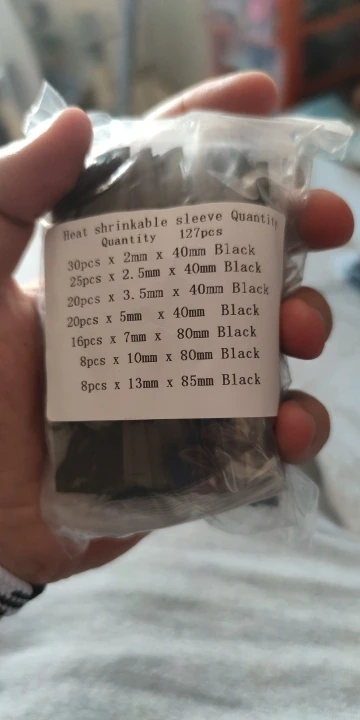 Heat shrinkable sleeve Quantity
Quantity 127pcs
30pcs x 2mm x 40mm Black
25pcs x 2.5mm x 40mm Black
20pcs x 3.5mm x 40mm Black
20pcs x 5mm x 40mm Black
16pcs x 7mm x 80mm Black
8pcs x 10mm x 80mm Black
8pcs x 13mm x 85mm Black